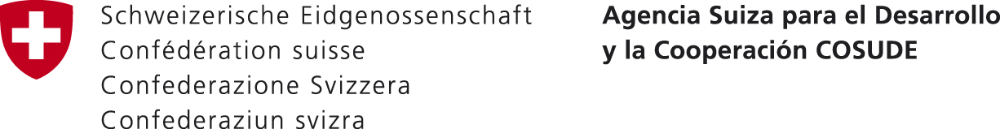 Schweizerische Eidgenossenschaft
Confédération suisse
Confederazione Svizzera
Confederaziun svizra
Agencia Suiza para el Desarrollo
y la Cooperación COSUDE